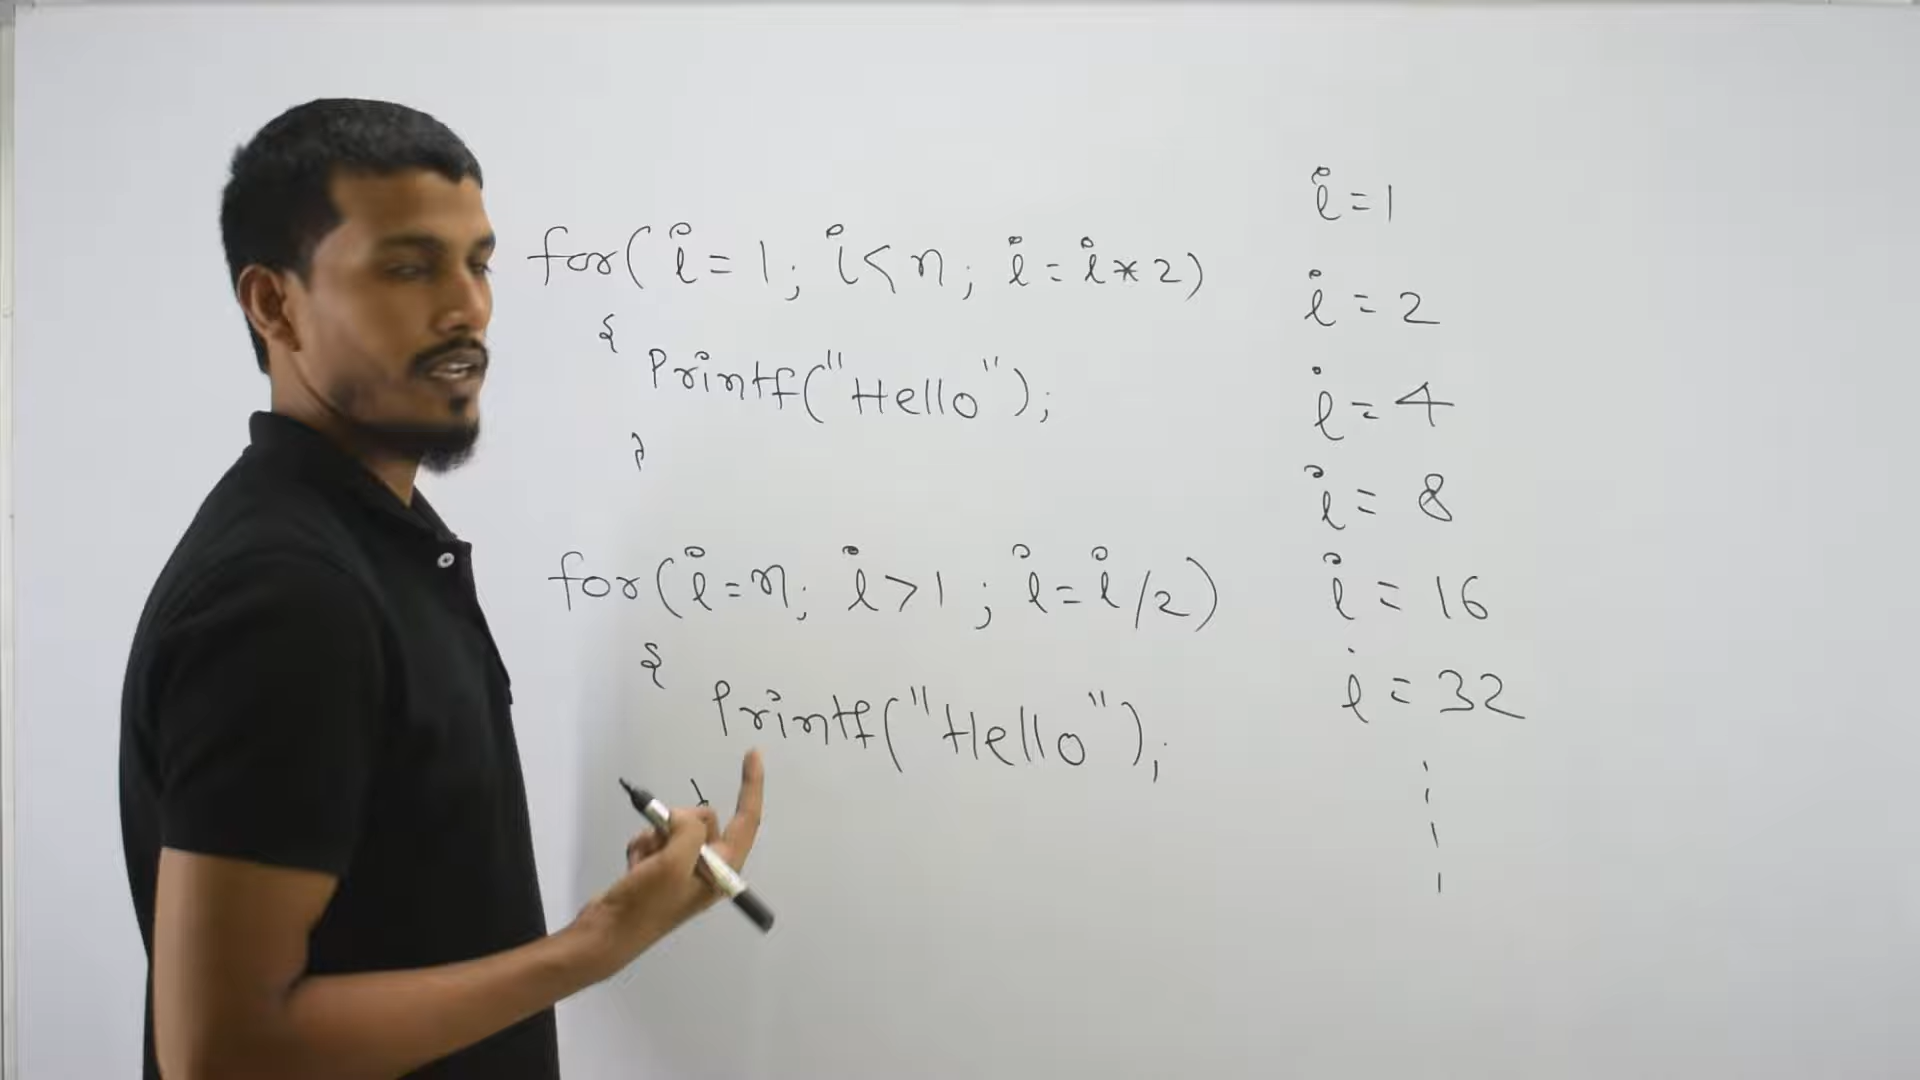 for(i=1; i<n; i=i*2)
{
Printf("Hello");
}
for(i=n; i>1; i=i/2)
{
Printf("Hello");
}
i=1
i=2
i=4
i=8
i=16
i=32